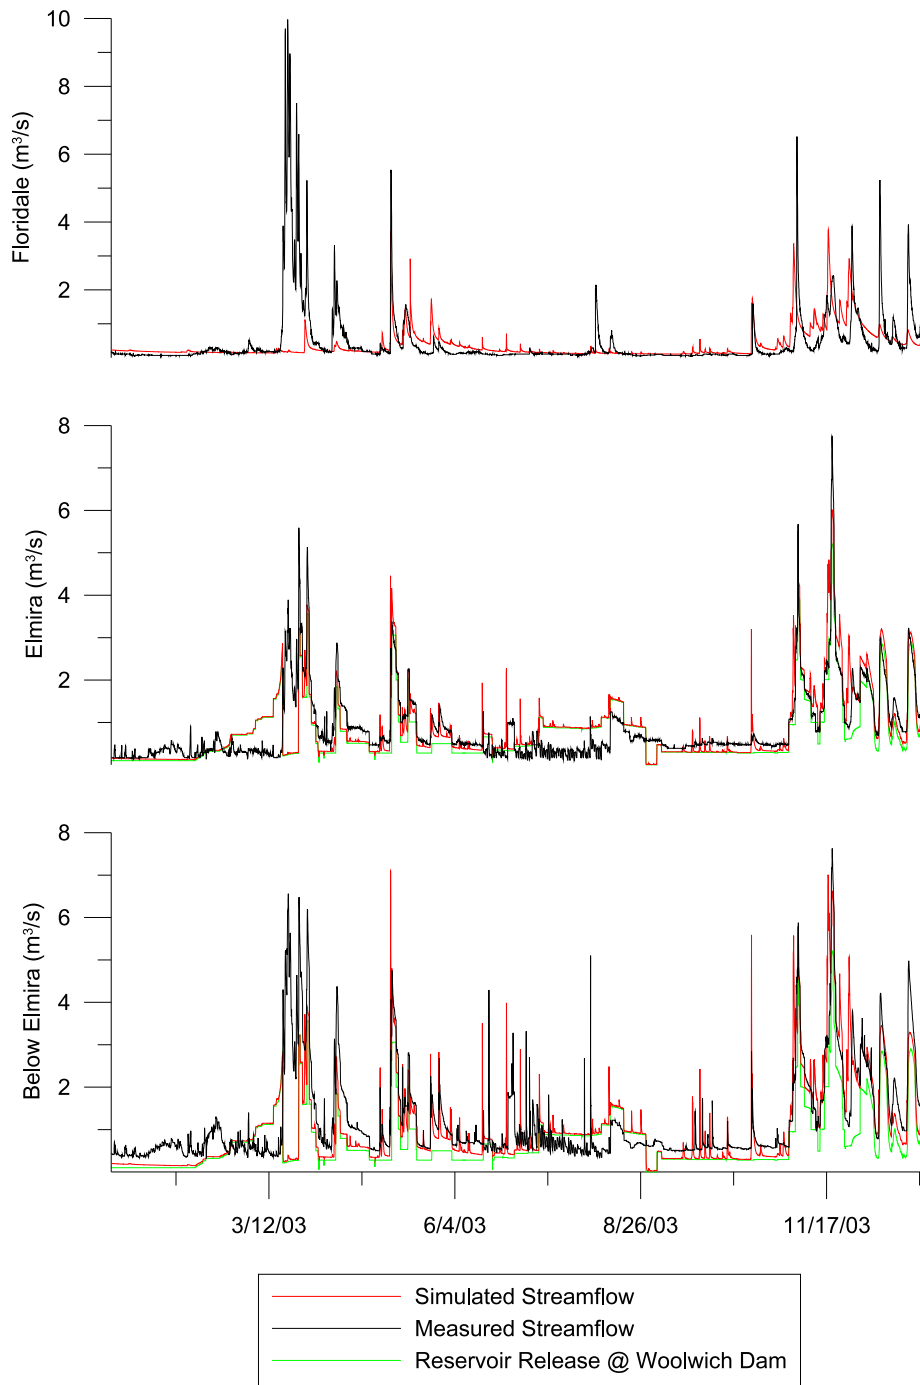 10
8
6
4
2
Floridale (m³/s)
8
6
4
2
Elmira (m³/s)
8
6
4
2
Below Elmira (m³/s)
3/12/03 6/4/03 8/26/03 11/17/03
Simulated Streamflow
Measured Streamflow
Reservoir Release @ Woolwich Dam